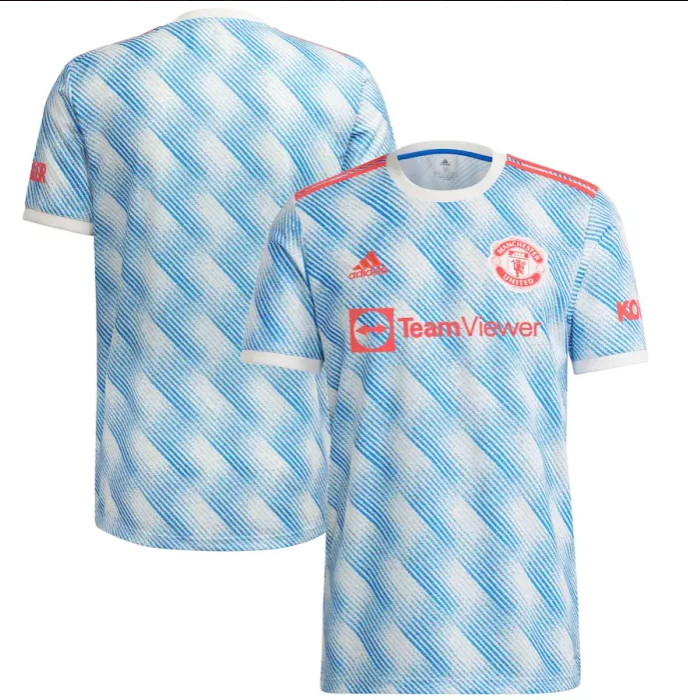 adidas
MANCHESTER
UNITED
TeamViewer
KO